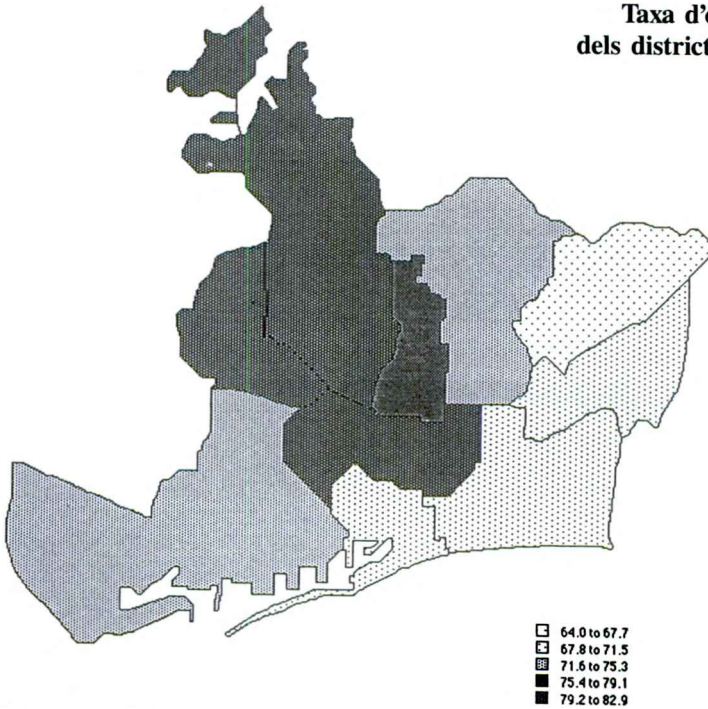 Taxa d'
dels district
64.0 to 67.7
67.8 to 71.5
71.6 to 75.3
75.4 to 79.1
79.2 to 82.9